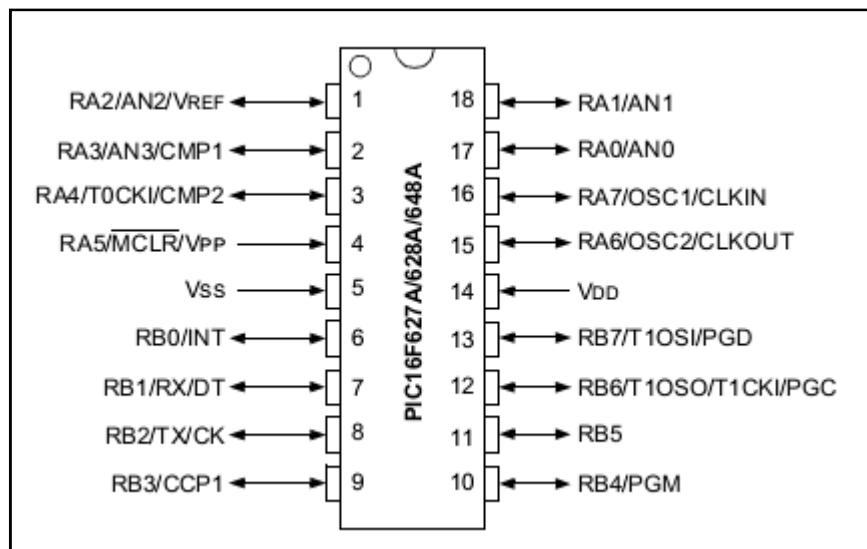 RA2/AN2/VREF 1 18 RA1/AN1
RA3/AN3/CMP1 2 17 RA0/AN0
RA4/T0CKI/CMP2 3 16 RA7/OSC1/CLKIN
RA5/MCLR/VPP 4 15 RA6/OSC2/CLKOUT
VSS 5 14 VDD
RB0/INT 6 13 RB7/T1OSI/PGD
RB1/RX/DT 7 12 RB6/T1OSO/T1CKI/PGC
RB2/TX/CK 8 11 RB5
RB3/CCP1 9 10 RB4/PGM
PIC16F627A/628A/648A